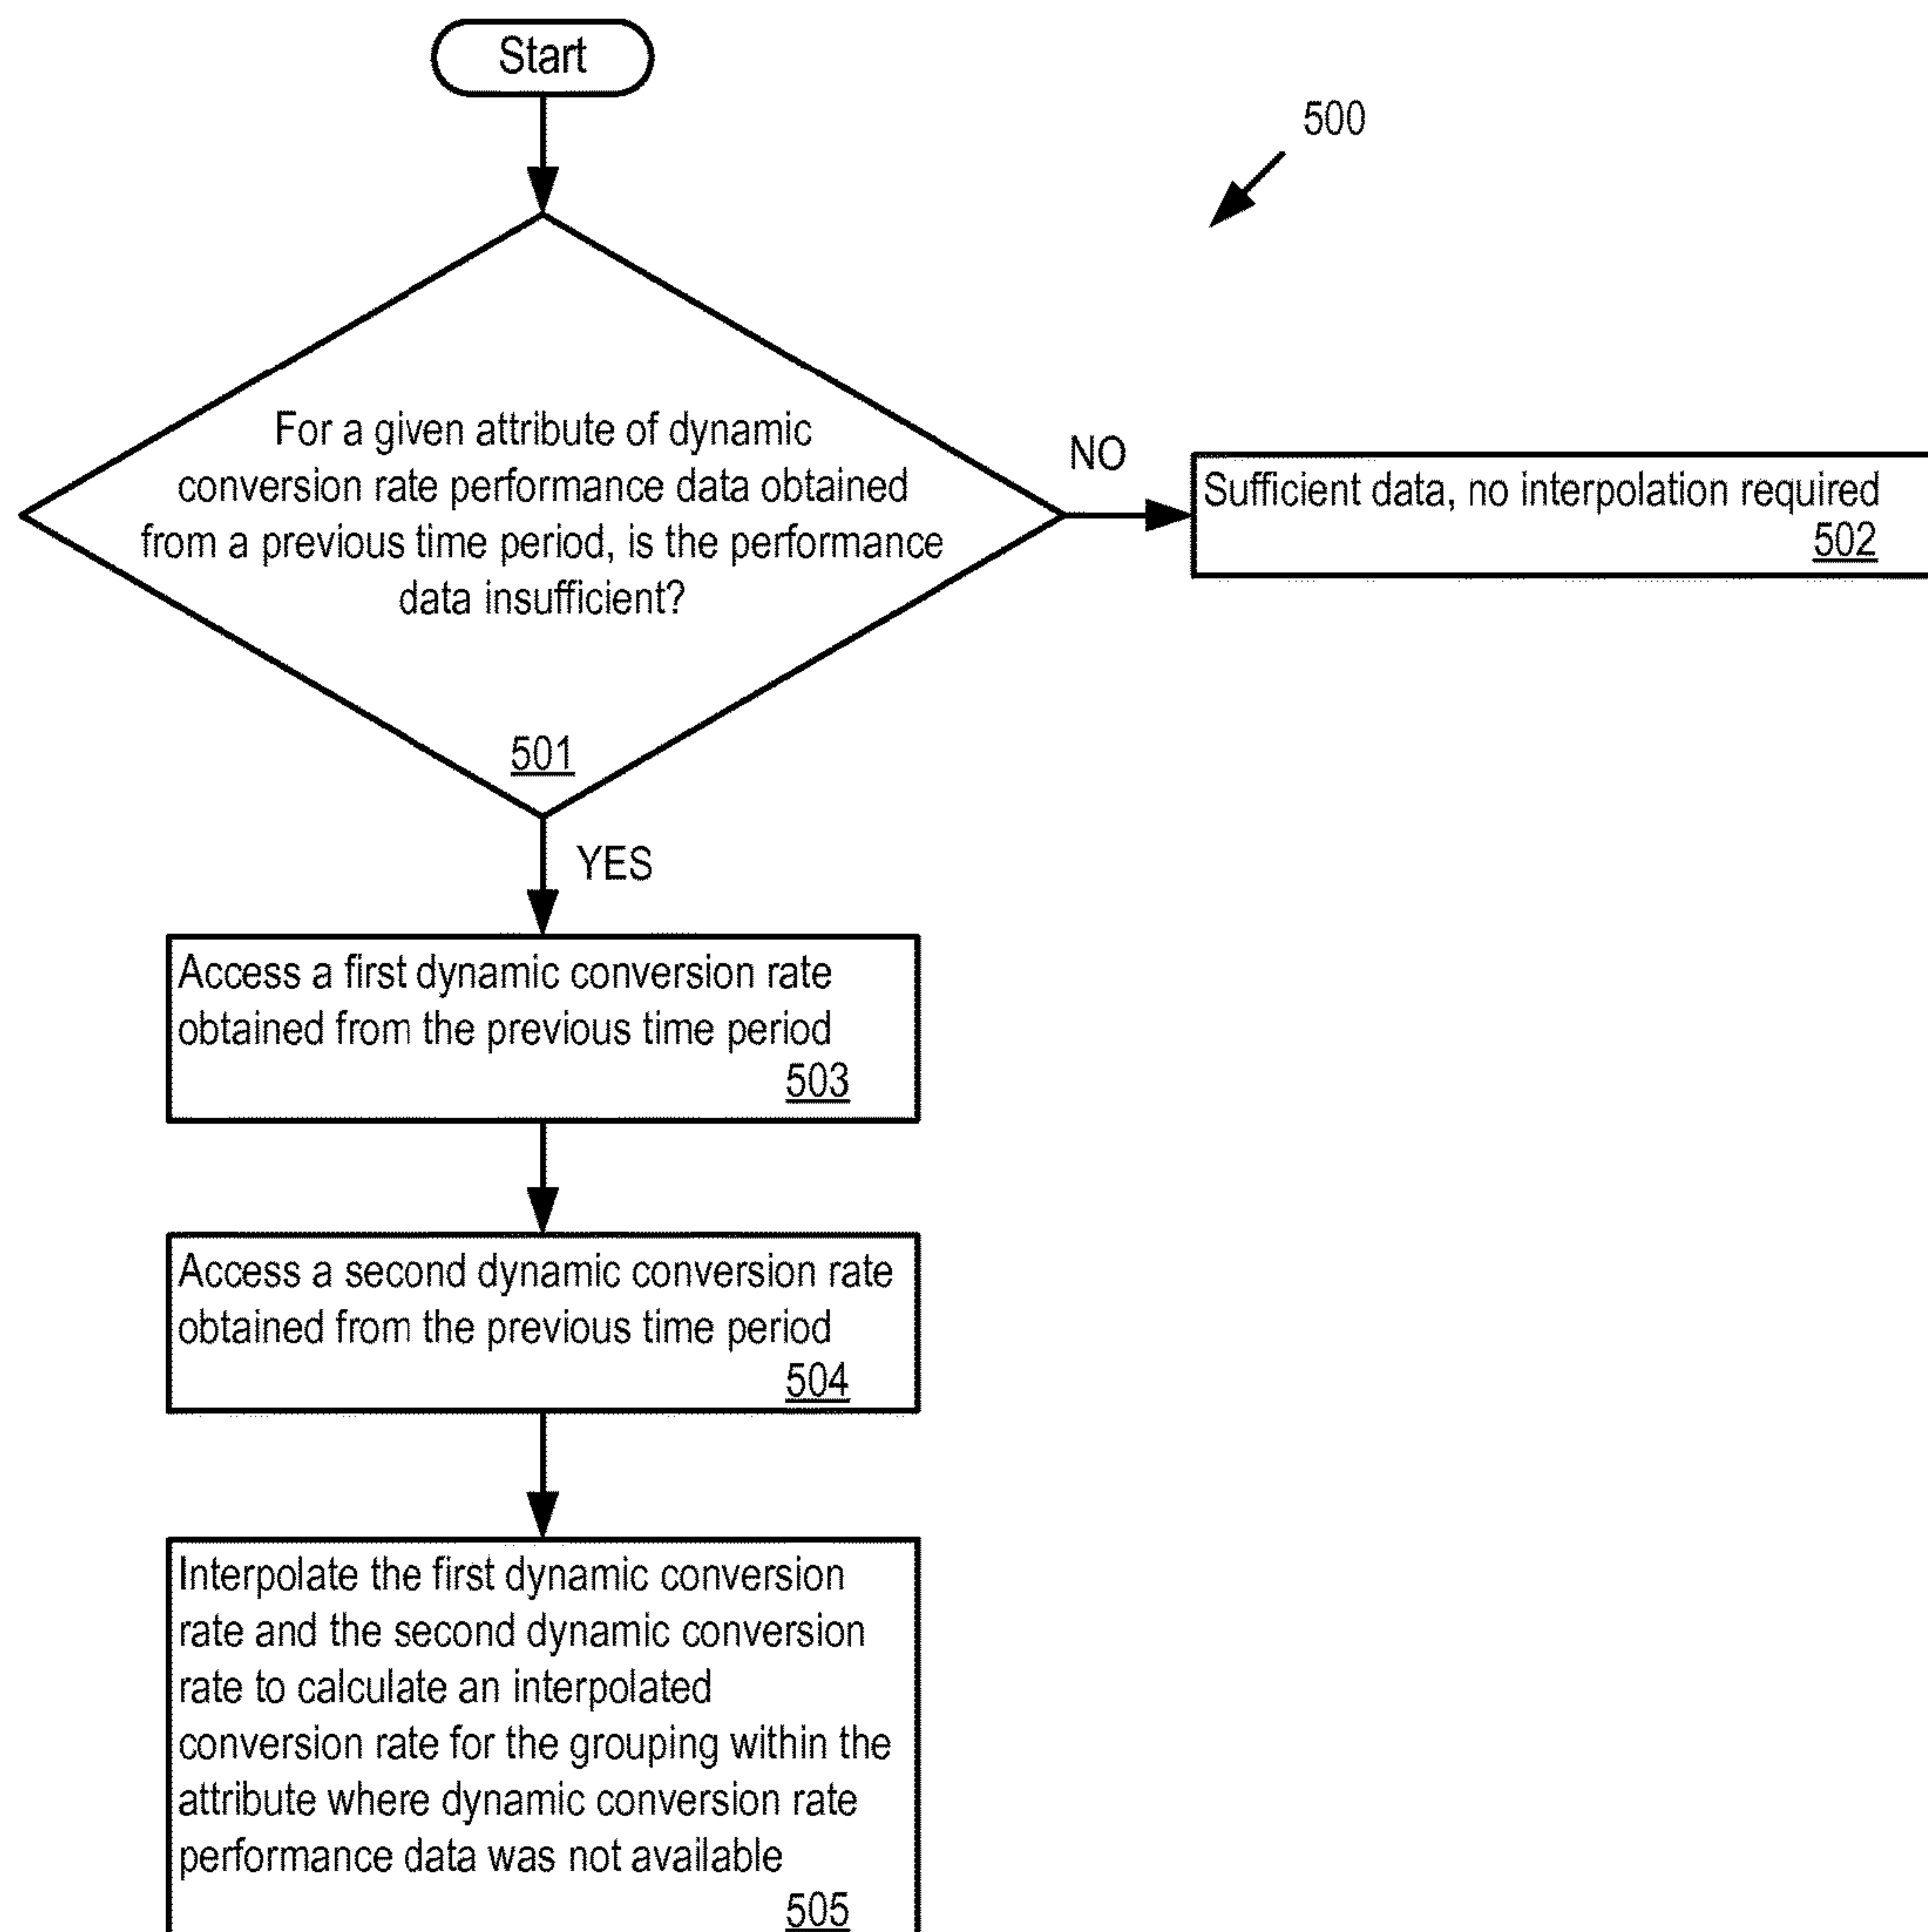 Start
500
For a given attribute of dynamic
conversion rate performance data obtained
from a previous time period, is the performance
data insufficient?
501
NO
Sufficient data, no interpolation required
502
YES
Access a first dynamic conversion rate
obtained from the previous time period
503
Access a second dynamic conversion rate
obtained from the previous time period
504
Interpolate the first dynamic conversion
rate and the second dynamic conversion
rate to calculate an interpolated
conversion rate for the grouping within the
attribute where dynamic conversion rate
performance data was not available
505